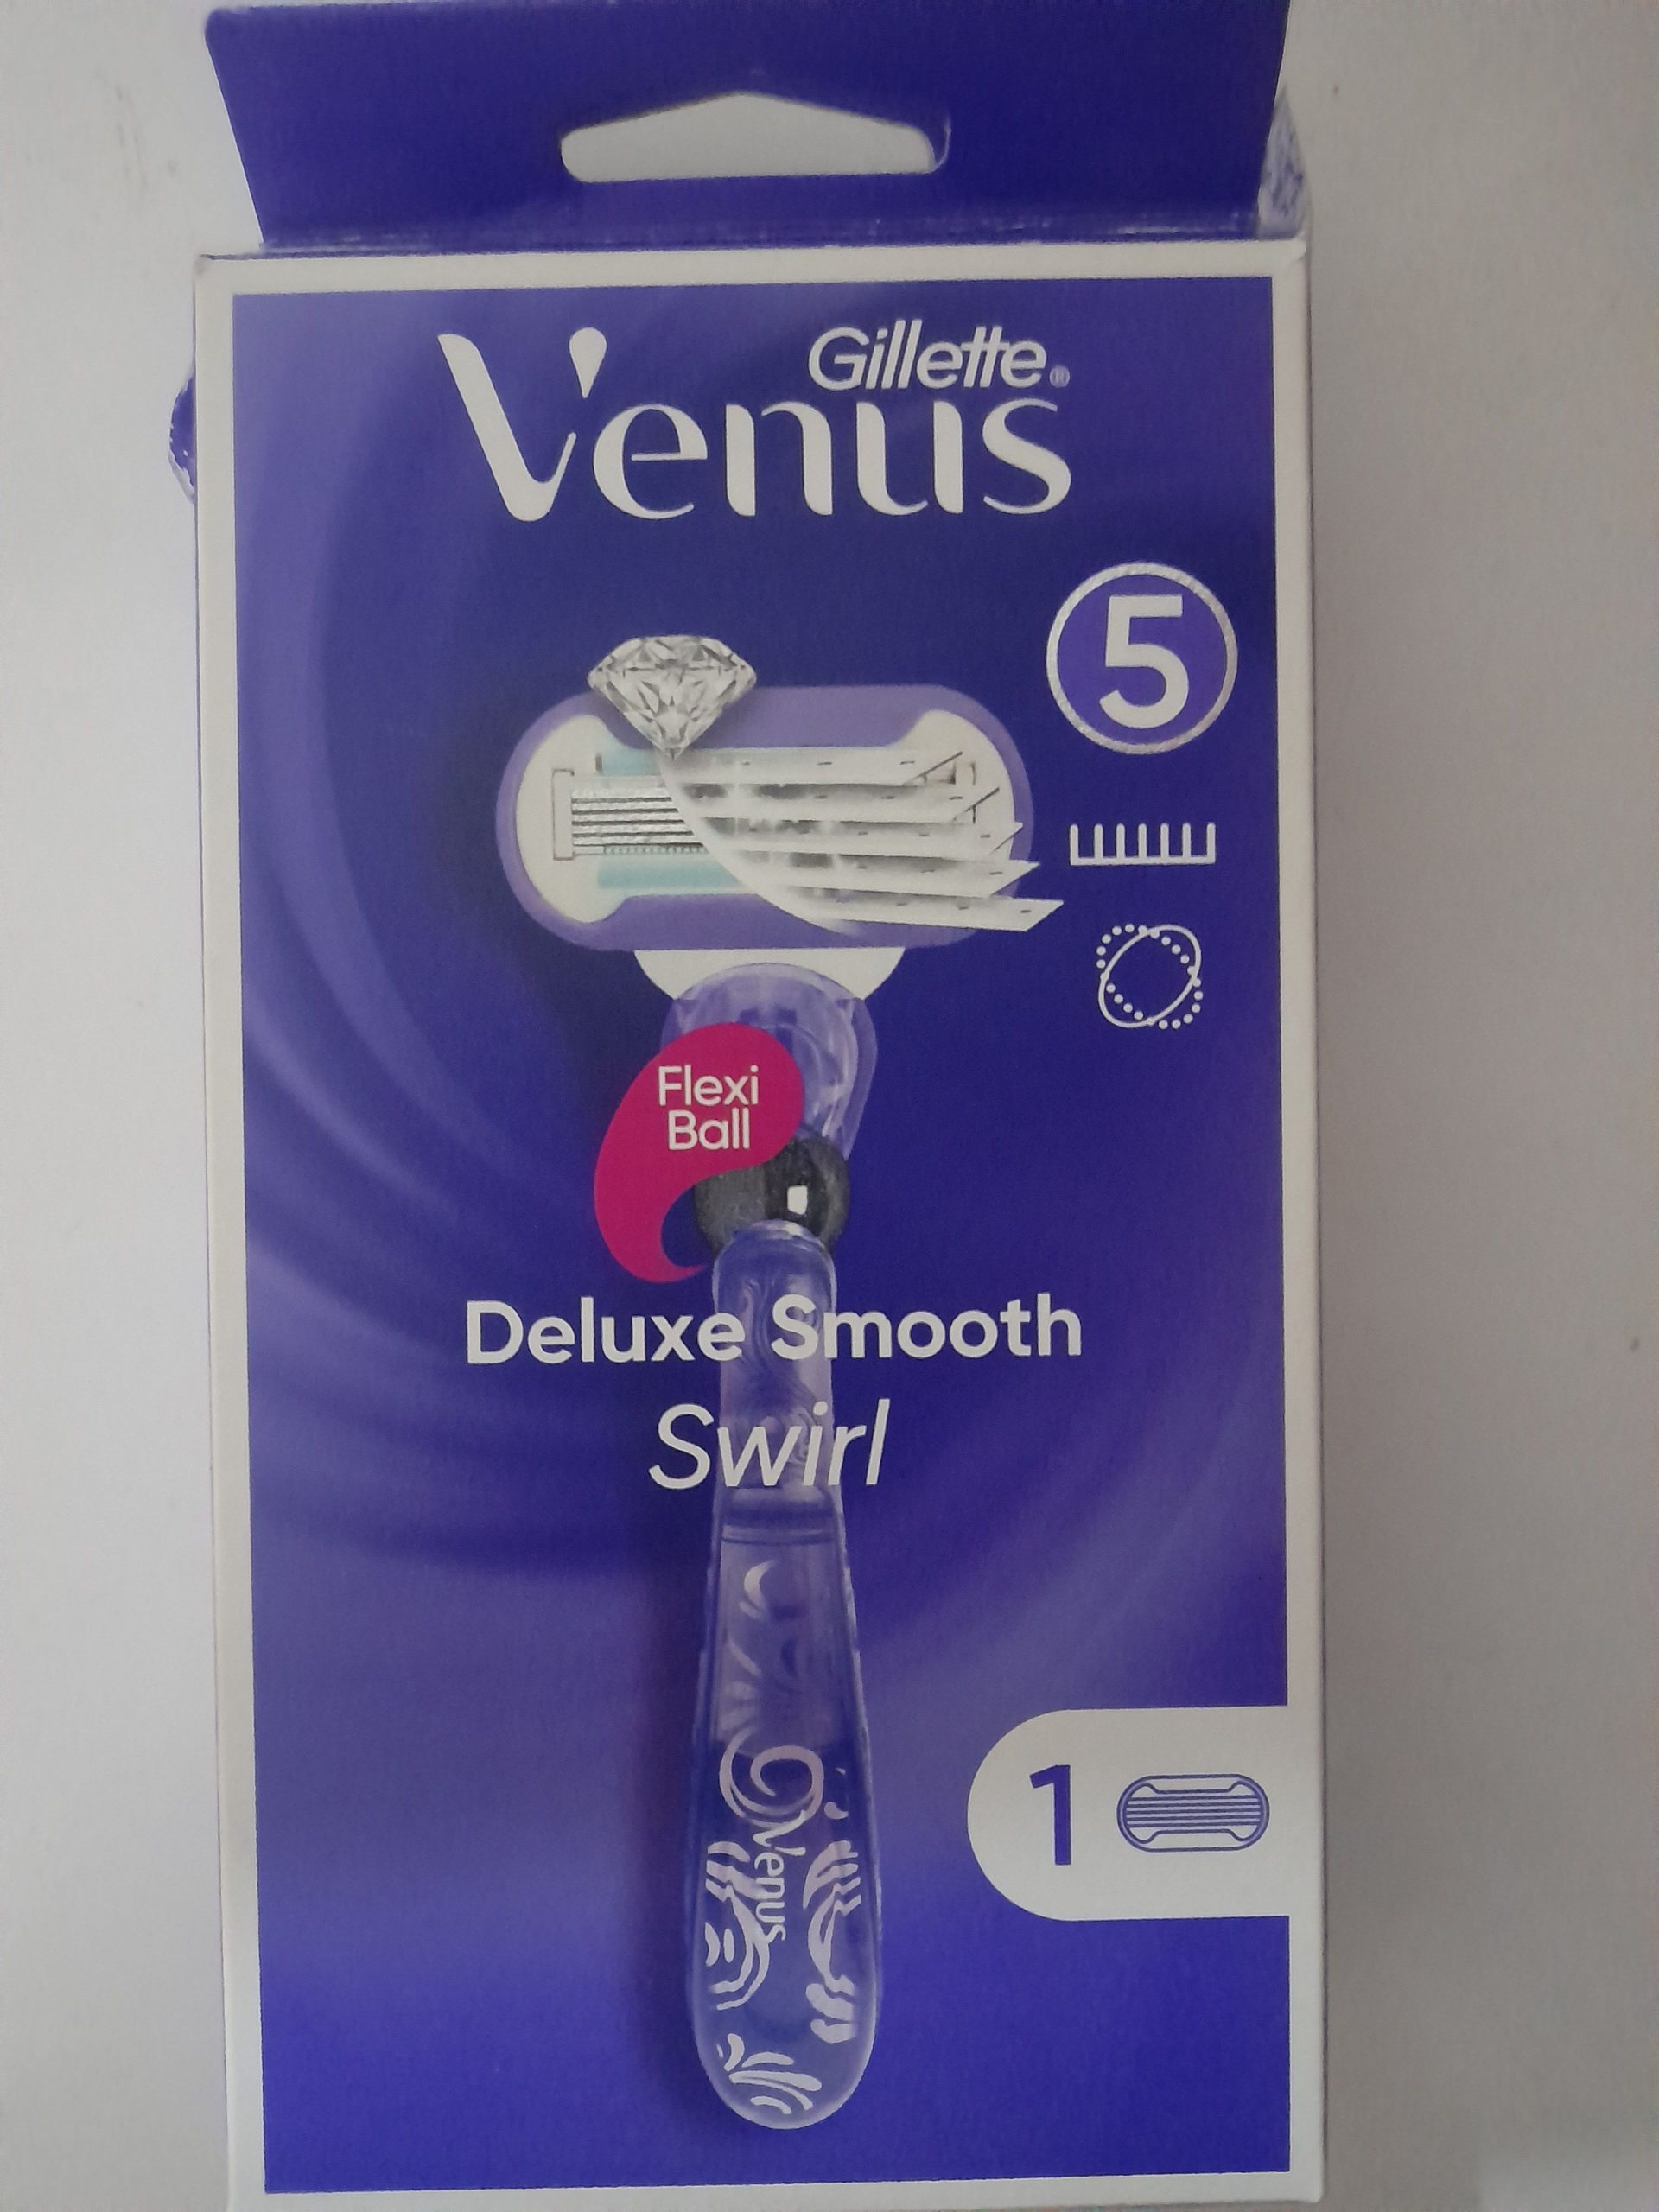 Gillette®
Venus
5
Flexi
Ball
Deluxe Smooth
Swirl
Venus
1